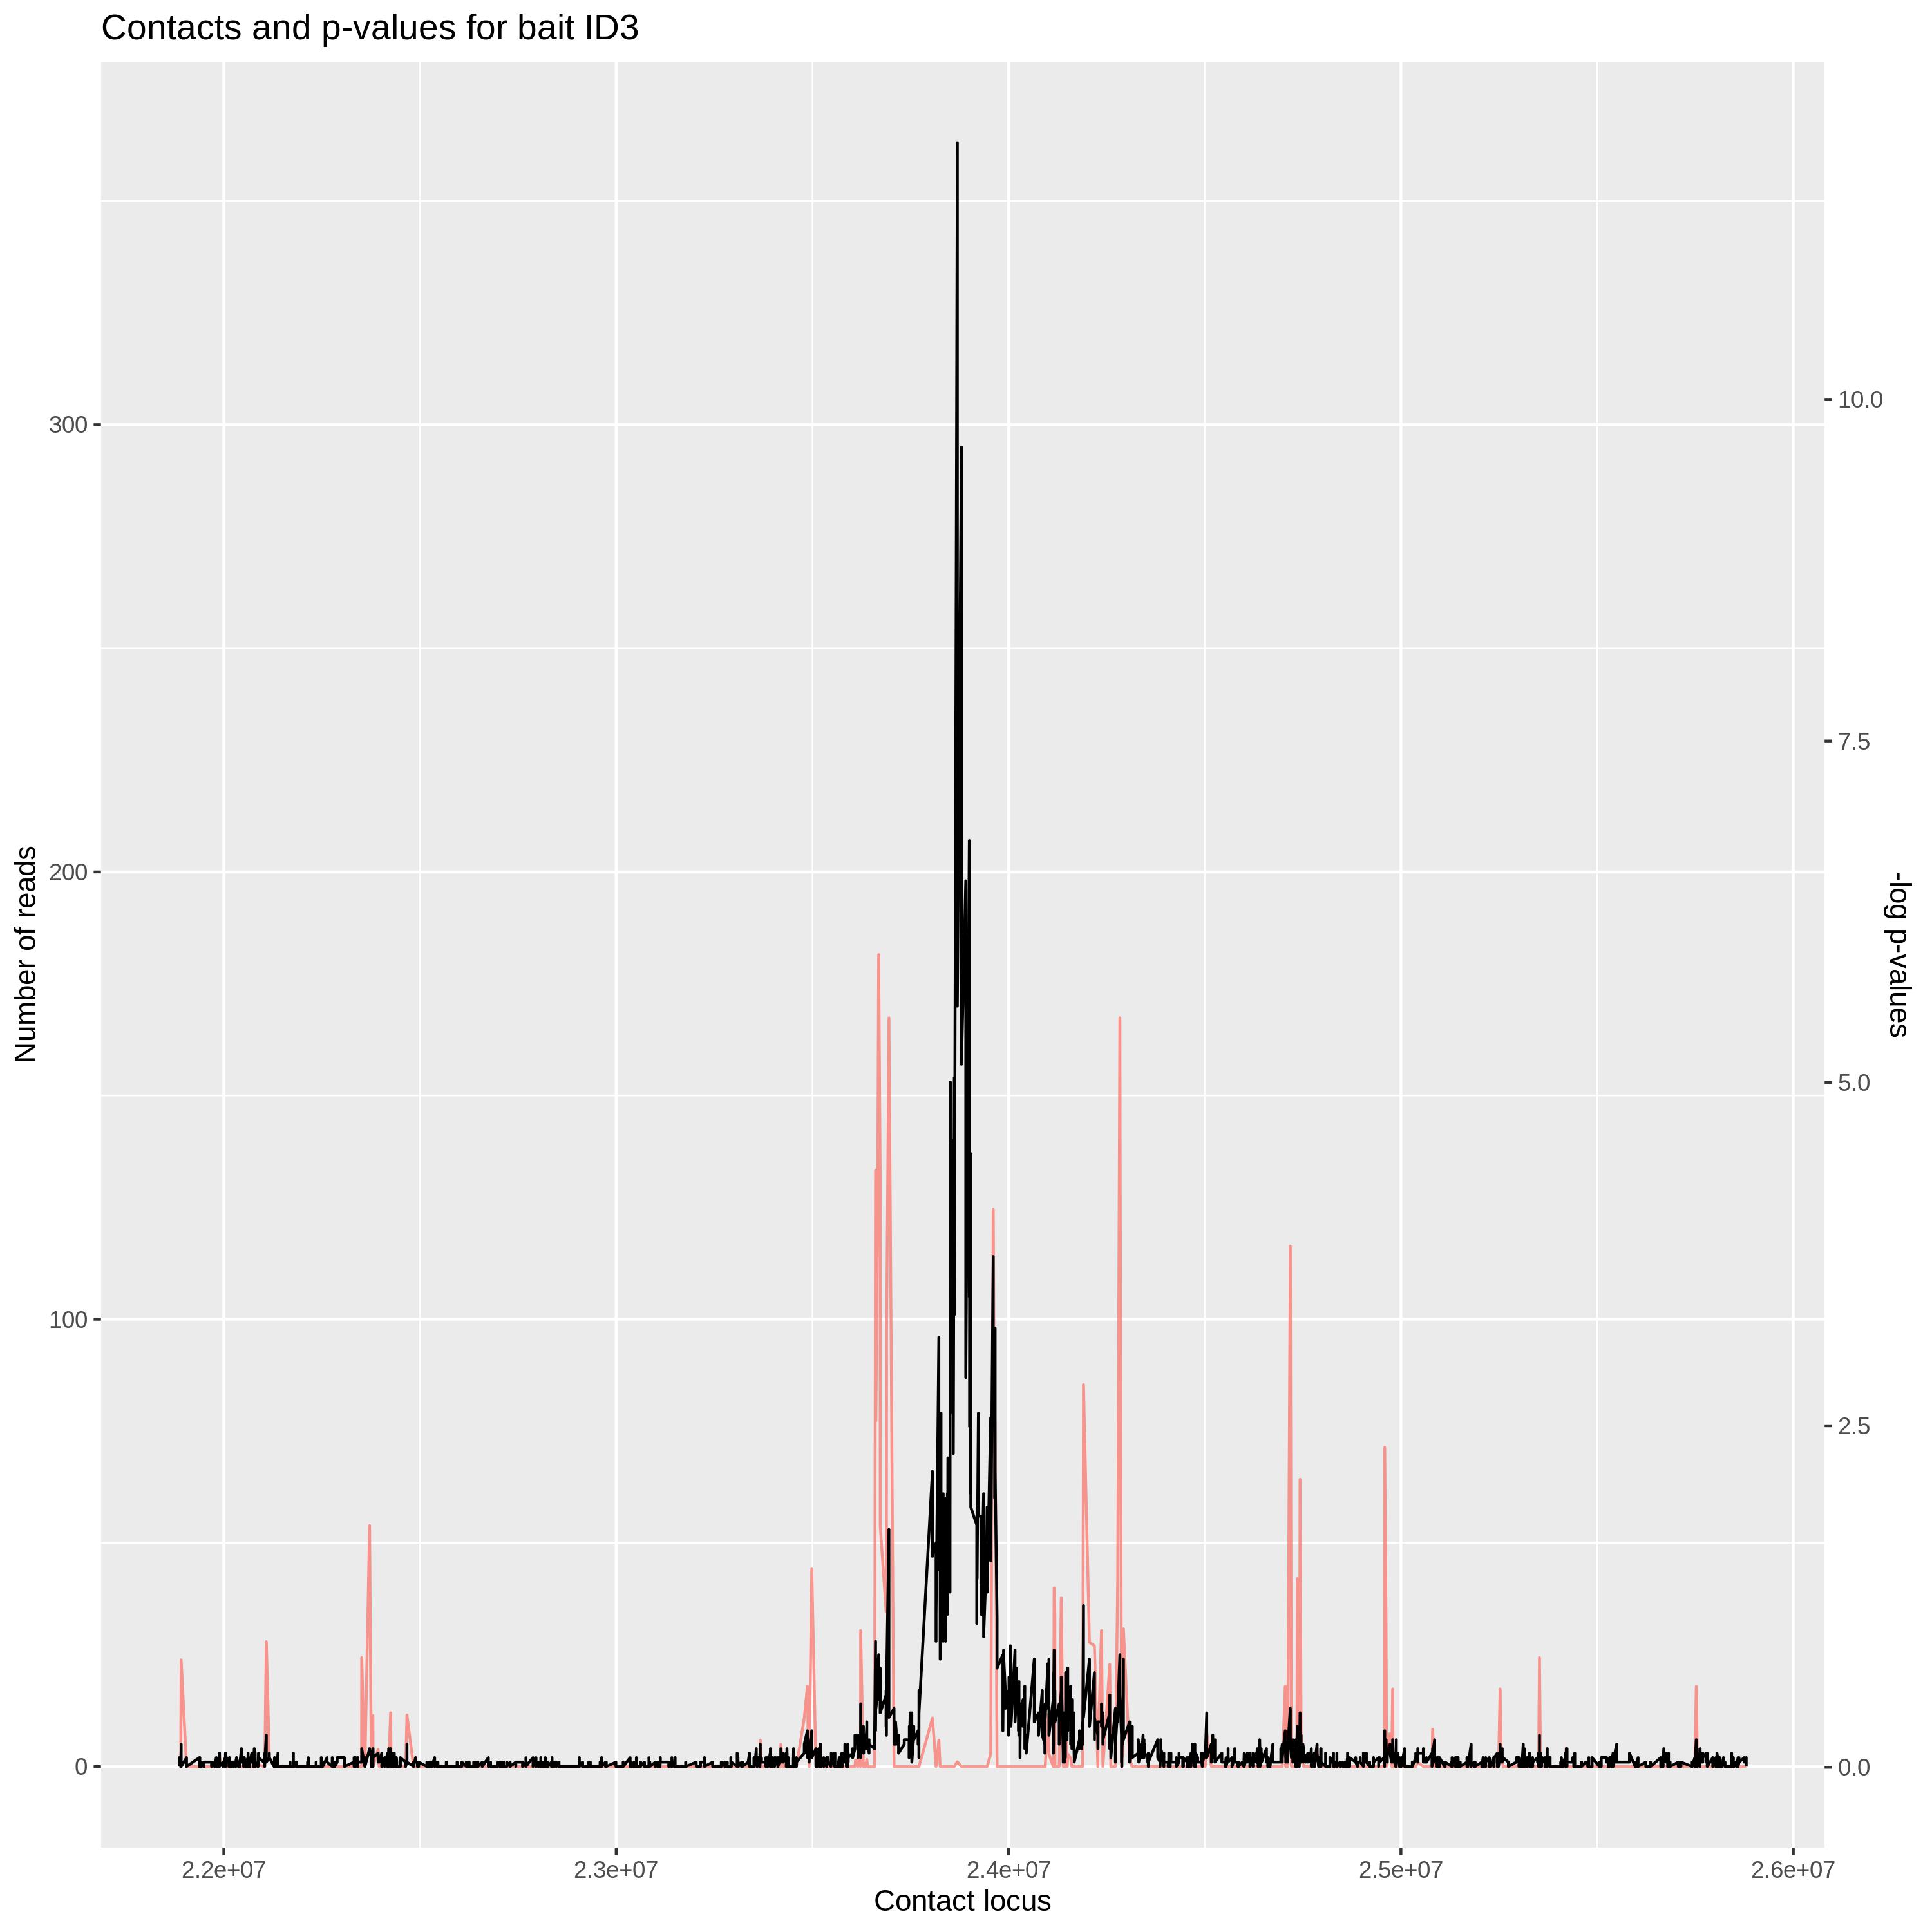 Contacts and p-values for bait ID3
300
200
100
0
Number of reads
10.0
7.5
5.0
2.5
0.0
-log p-values
2.2e+07
2.3e+07
2.4e+07
2.5e+07
2.6e+07
Contact locus